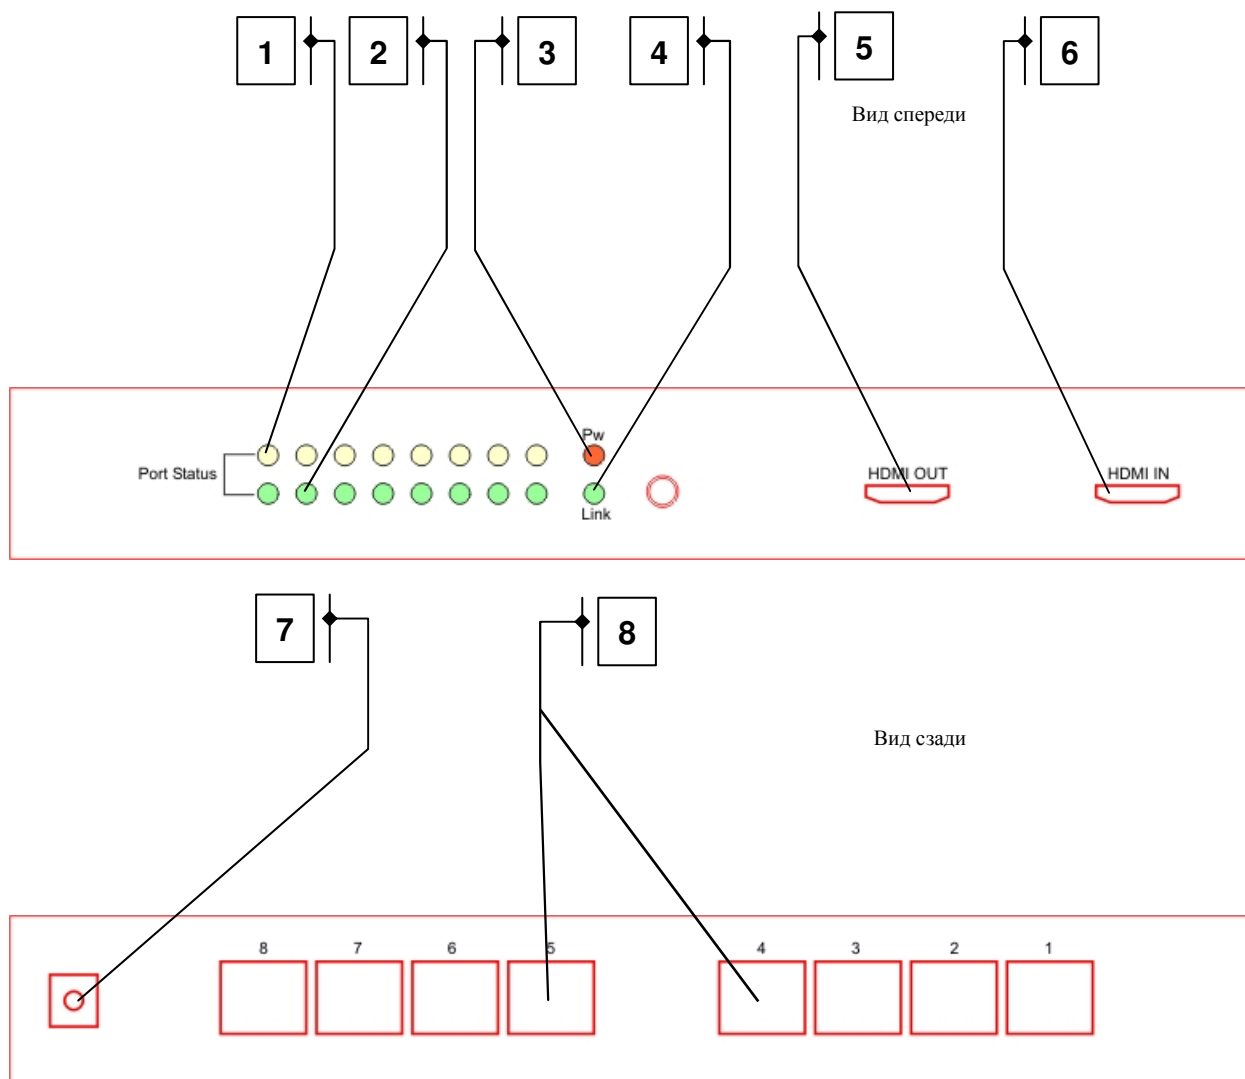 1 2 3 4 5 6
Вид спереди
Pw
Port Status
HDMI OUT HDMI IN
Link
7 8
Вид сзади
8 7 6 5 4 3 2 1